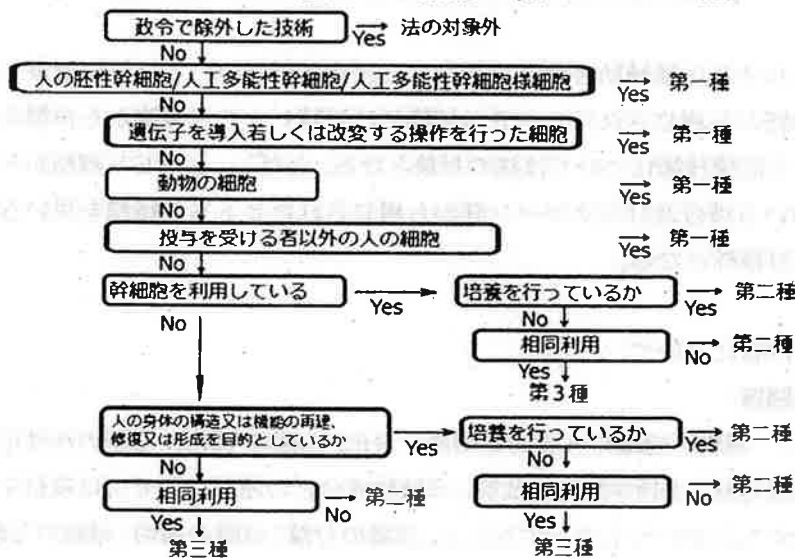 政令で除外した技術 Yes 法の対象外
No
人の胚性幹細胞/人工多能性幹細胞/人工多能性幹細胞様細胞 Yes 第一種
No
遺伝子を導入若しくは改変する操作を行った細胞 Yes 第一種
No
動物の細胞 Yes 第一種
No
投与を受ける者以外の人の細胞 Yes 第一種
No
幹細胞を利用している Yes 培養を行っているか Yes 第二種
No No
相同利用 No 第二種
Yes
第3種
人の身体の構造又は機能の再建、
修復又は形成を目的としているか Yes 培養を行っているか Yes 第二種
No No
相同利用 No 第二種 相同利用 No 第二種
Yes Yes
第三種 第三種